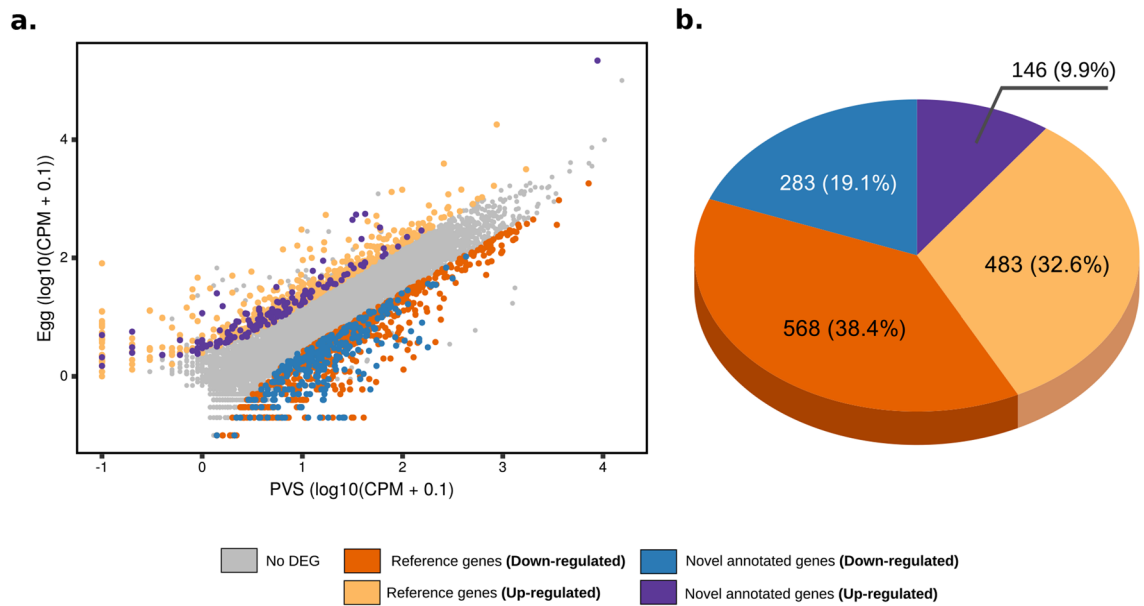 a.
b.
Egg (log10(CPM + 0.1))
4
2
0
-1
0
1
2
3
4
PVS (log10(CPM + 0.1)
146 (9.9%)
283 (19.1%)
483 (32.6%)
568 (38.4%)
No DEG
Reference genes (Down-regulated)
Novel annotated genes (Down-regulated)
Reference genes (Up-regulated)
Novel annotated genes (Up-regulated)